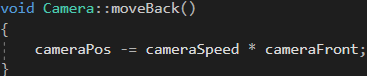 void Camera::moveBack()
{
    cameraPos -= cameraSpeed * cameraFront;
}